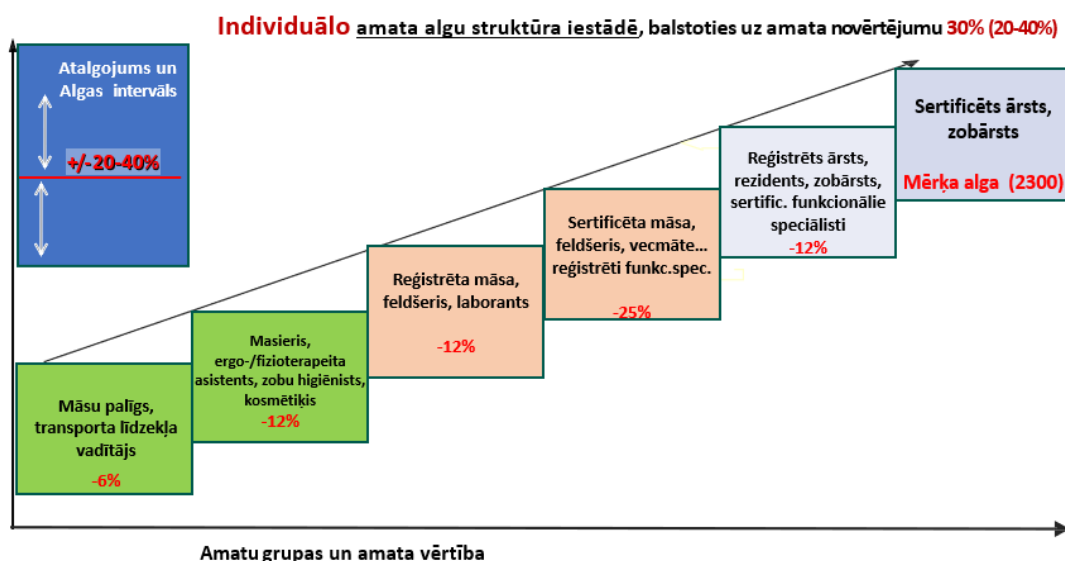 Individuālo amata algu struktūra iestādē, balstoties uz amata novērtējumu 30% (20-40%)
Atalgojums un
Algas intervāls
+/-20-40%
Sertificēts ārsts,
zobārsts
Mērķa alga (2300)
Reģistrēts ārsts,
rezidents, zobārsts,
sertific. funkcionālie
speciālisti
-12%
Sertificēta māsa,
feldšeris, vecmāte...
reģistrēti funkc.spec.
-25%
Reģistrēta māsa,
feldšeris, laborants
-12%
Masieris,
ergo-/fizioterapeita
asistents, zobu higiēnists,
kosmētiķis
-12%
Māsu palīgs,
transporta līdzekļa
vadītājs
-6%
Amatu grupas un amata vērtība